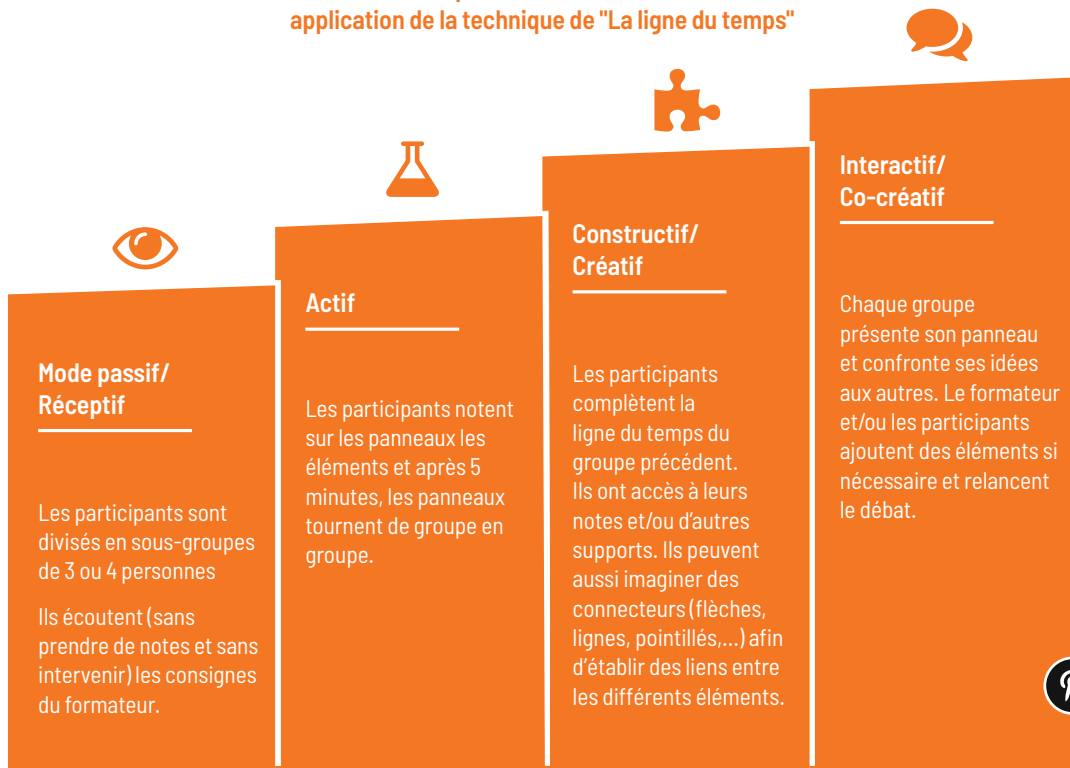 application de la technique de "La ligne du temps"
Mode passif/
Réceptif
Les participants sont
divisés en sous-groupes
de 3 ou 4 personnes
Ils écoutent (sans
prendre de notes et sans
intervenir) les consignes
du formateur.
Actif
Les participants notent
sur les panneaux les
éléments et après 5
minutes, les panneaux
tournent de groupe en
groupe.
Constructif/
Créatif
Les participants
complètent la
ligne du temps du
groupe précédent.
Ils ont accès à leurs
notes et/ou d'autres
supports. Ils peuvent
aussi imaginer des
connecteurs (flèches,
lignes, pointillés,...) afin
d'établir des liens entre
les différents éléments.
Interactif/
Co-créatif
Chaque groupe
présente son panneau
et confronte ses idées
aux autres. Le formateur
et/ou les participants
ajoutent des éléments si
nécessaire et relancent
le débat.